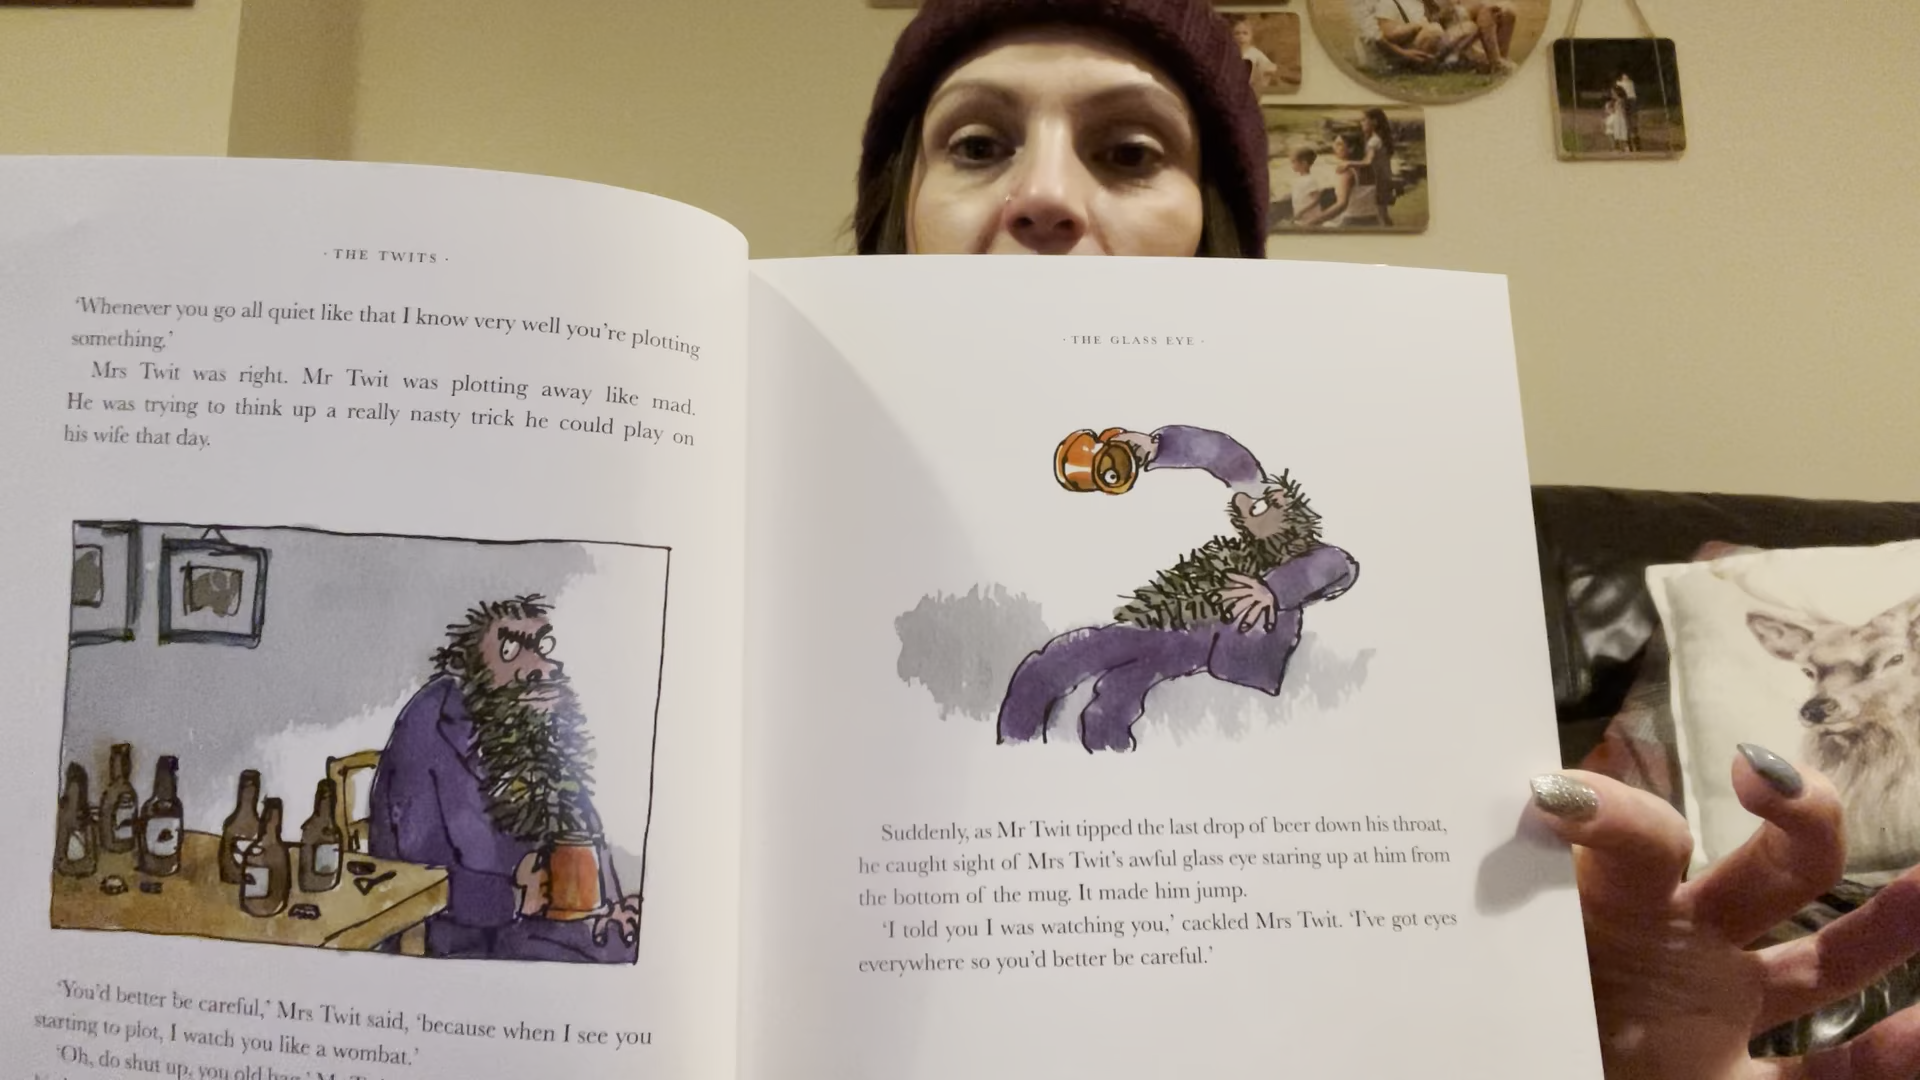 · THE TWITS ·
‘Whenever you go all quiet like that I know very well you’re plotting
something.’
Mrs Twit was right. Mr Twit was plotting away like mad.
He was trying to think up a really nasty trick he could play on
his wife that day.
‘You’d better be careful,’ Mrs Twit said, ‘because when I see you
starting to plot, I watch you like a wombat.’
‘Oh, do shut up, you old hag,’
· THE GLASS EYE ·
Suddenly, as Mr Twit tipped the last drop of beer down his throat,
he caught sight of Mrs Twit’s awful glass eye staring up at him from
the bottom of the mug. It made him jump.
‘I told you I was watching you,’ cackled Mrs Twit. ‘I’ve got eyes
everywhere so you’d better be careful.’